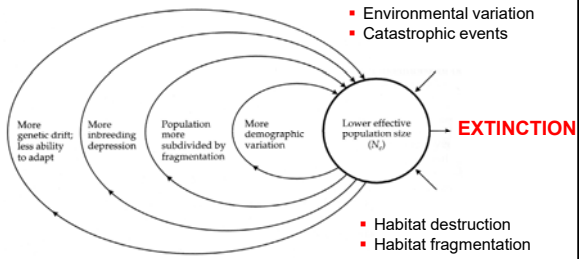 ▪ Environmental variation
▪ Catastrophic events
More
genetic drift;
less ability
to adapt
More
inbreeding
depression
Population
more
subdivided by
fragmentation
More
demographic
variation
Lower effective
population size
(Ne)
EXTINCTION
▪ Habitat destruction
▪ Habitat fragmentation